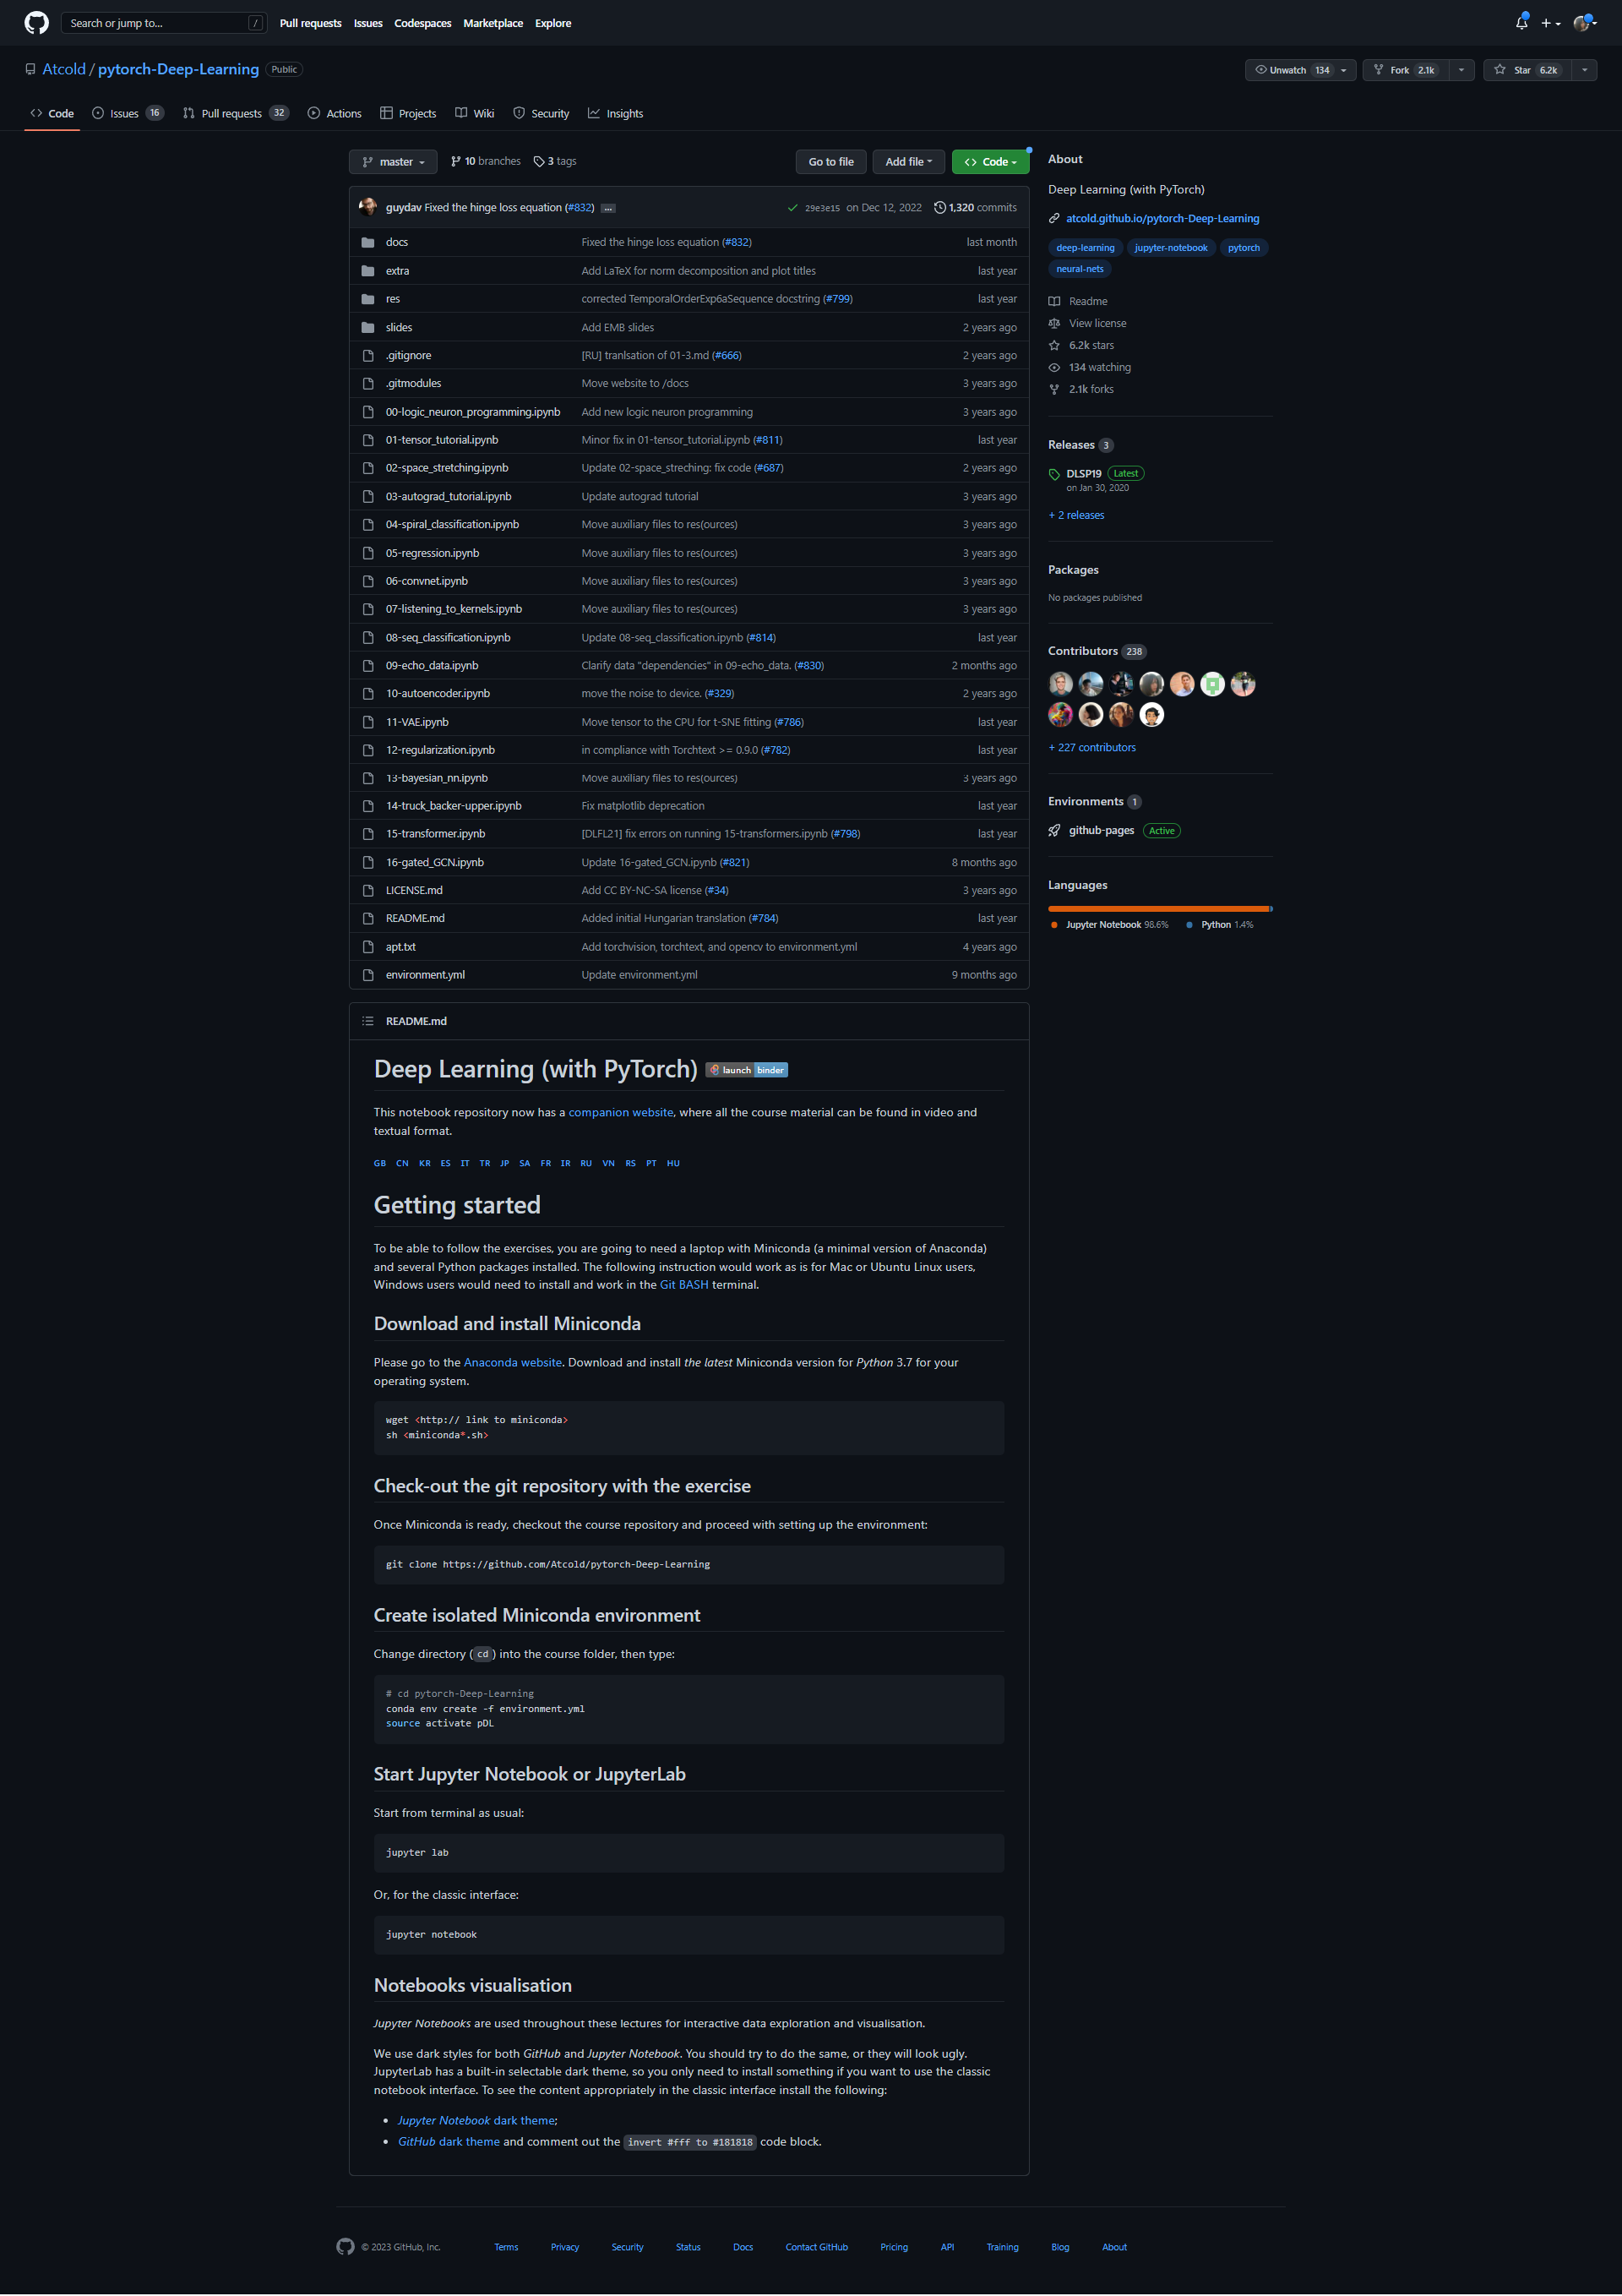 Search or jump to... /
Pull requests Issues Codespaces Marketplace Explore
Atcold / pytorch-Deep-Learning Public
Unwatch 134 Fork 2.1k Star 6.2k
Code Issues 16 Pull requests 32 Actions Projects Wiki Security Insights
master 10 branches 3 tags Go to file Add file Code
guydav Fixed the hinge loss equation (#832) ... 29e3e15 on Dec 12, 2022 1,320 commits
docs Fixed the hinge loss equation (#832) last month
extra Add LaTeX for norm decomposition and plot titles last year
res corrected TemporalOrderExp6aSequence docstring (#799) last year
slides Add EMB slides 2 years ago
.gitignore [RU] tranlsation of 01-3.md (#666) 2 years ago
.gitmodules Move website to /docs 3 years ago
00-logic_neuron_programming.ipynb Add new logic neuron programming 3 years ago
01-tensor_tutorial.ipynb Minor fix in 01-tensor_tutorial.ipynb (#811) last year
02-space_stretching.ipynb Update 02-space_streching: fix code (#687) 2 years ago
03-autograd_tutorial.ipynb Update autograd tutorial 3 years ago
04-spiral_classification.ipynb Move auxiliary files to res(ources) 3 years ago
05-regression.ipynb Move auxiliary files to res(ources) 3 years ago
06-convnet.ipynb Move auxiliary files to res(ources) 3 years ago
07-listening_to_kernels.ipynb Move auxiliary files to res(ources) 3 years ago
08-seq_classification.ipynb Update 08-seq_classification.ipynb (#814) last year
09-echo_data.ipynb Clarify data "dependencies" in 09-echo_data. (#830) 2 months ago
10-autoencoder.ipynb move the noise to device. (#329) 2 years ago
11-VAE.ipynb Move tensor to the CPU for t-SNE fitting (#786) last year
12-regularization.ipynb in compliance with Torchtext >= 0.9.0 (#782) last year
13-bayesian_nn.ipynb Move auxiliary files to res(ources) 3 years ago
14-truck_backer-upper.ipynb Fix matplotlib deprecation last year
15-transformer.ipynb [DLFL21] fix errors on running 15-transformers.ipynb (#798) last year
16-gated_GCN.ipynb Update 16-gated_GCN.ipynb (#821) 8 months ago
LICENSE.md Add CC BY-NC-SA license (#34) 3 years ago
README.md Added initial Hungarian translation (#784) last year
apt.txt Add torchvision, torchtext, and opencv to environment.yml 4 years ago
environment.yml Update environment.yml 9 months ago
About
Deep Learning (with PyTorch)
atcold.github.io/pytorch-Deep-Learning
deep-learning jupyter-notebook pytorch
neural-nets
Readme
View license
6.2k stars
134 watching
2.1k forks
Releases 3
DLSP19 Latest
on Jan 30, 2020
+ 2 releases
Packages
No packages published
Contributors 238
+ 227 contributors
Environments 1
github-pages Active
Languages
Jupyter Notebook 98.6% Python 1.4%
README.md
Deep Learning (with PyTorch) launch binder
This notebook repository now has a companion website, where all the course material can be found in video and
textual format.
GB CN KR ES IT TR JP SA FR IR RU VN RS PT HU
Getting started
To be able to follow the exercises, you are going to need a laptop with Miniconda (a minimal version of Anaconda)
and several Python packages installed. The following instruction would work as is for Mac or Ubuntu Linux users,
Windows users would need to install and work in the Git BASH terminal.
Download and install Miniconda
Please go to the Anaconda website. Download and install the latest Miniconda version for Python 3.7 for your
operating system.
wget <http:// link to miniconda>
sh <miniconda*.sh>
Check-out the git repository with the exercise
Once Miniconda is ready, checkout the course repository and proceed with setting up the environment:
git clone https://github.com/Atcold/pytorch-Deep-Learning
Create isolated Miniconda environment
Change directory (cd) into the course folder, then type:
# cd pytorch-Deep-Learning
conda env create -f environment.yml
source activate pDL
Start Jupyter Notebook or JupyterLab
Start from terminal as usual:
jupyter lab
Or, for the classic interface:
jupyter notebook
Notebooks visualisation
Jupyter Notebooks are used throughout these lectures for interactive data exploration and visualisation.
We use dark styles for both GitHub and Jupyter Notebook. You should try to do the same, or they will look ugly.
JupyterLab has a built-in selectable dark theme, so you only need to install something if you want to use the classic
notebook interface. To see the content appropriately in the classic interface install the following:
• Jupyter Notebook dark theme;
• GitHub dark theme and comment out the invert #fff to #181818 code block.
© 2023 GitHub, Inc. Terms Privacy Security Status Docs Contact GitHub Pricing API Training Blog About